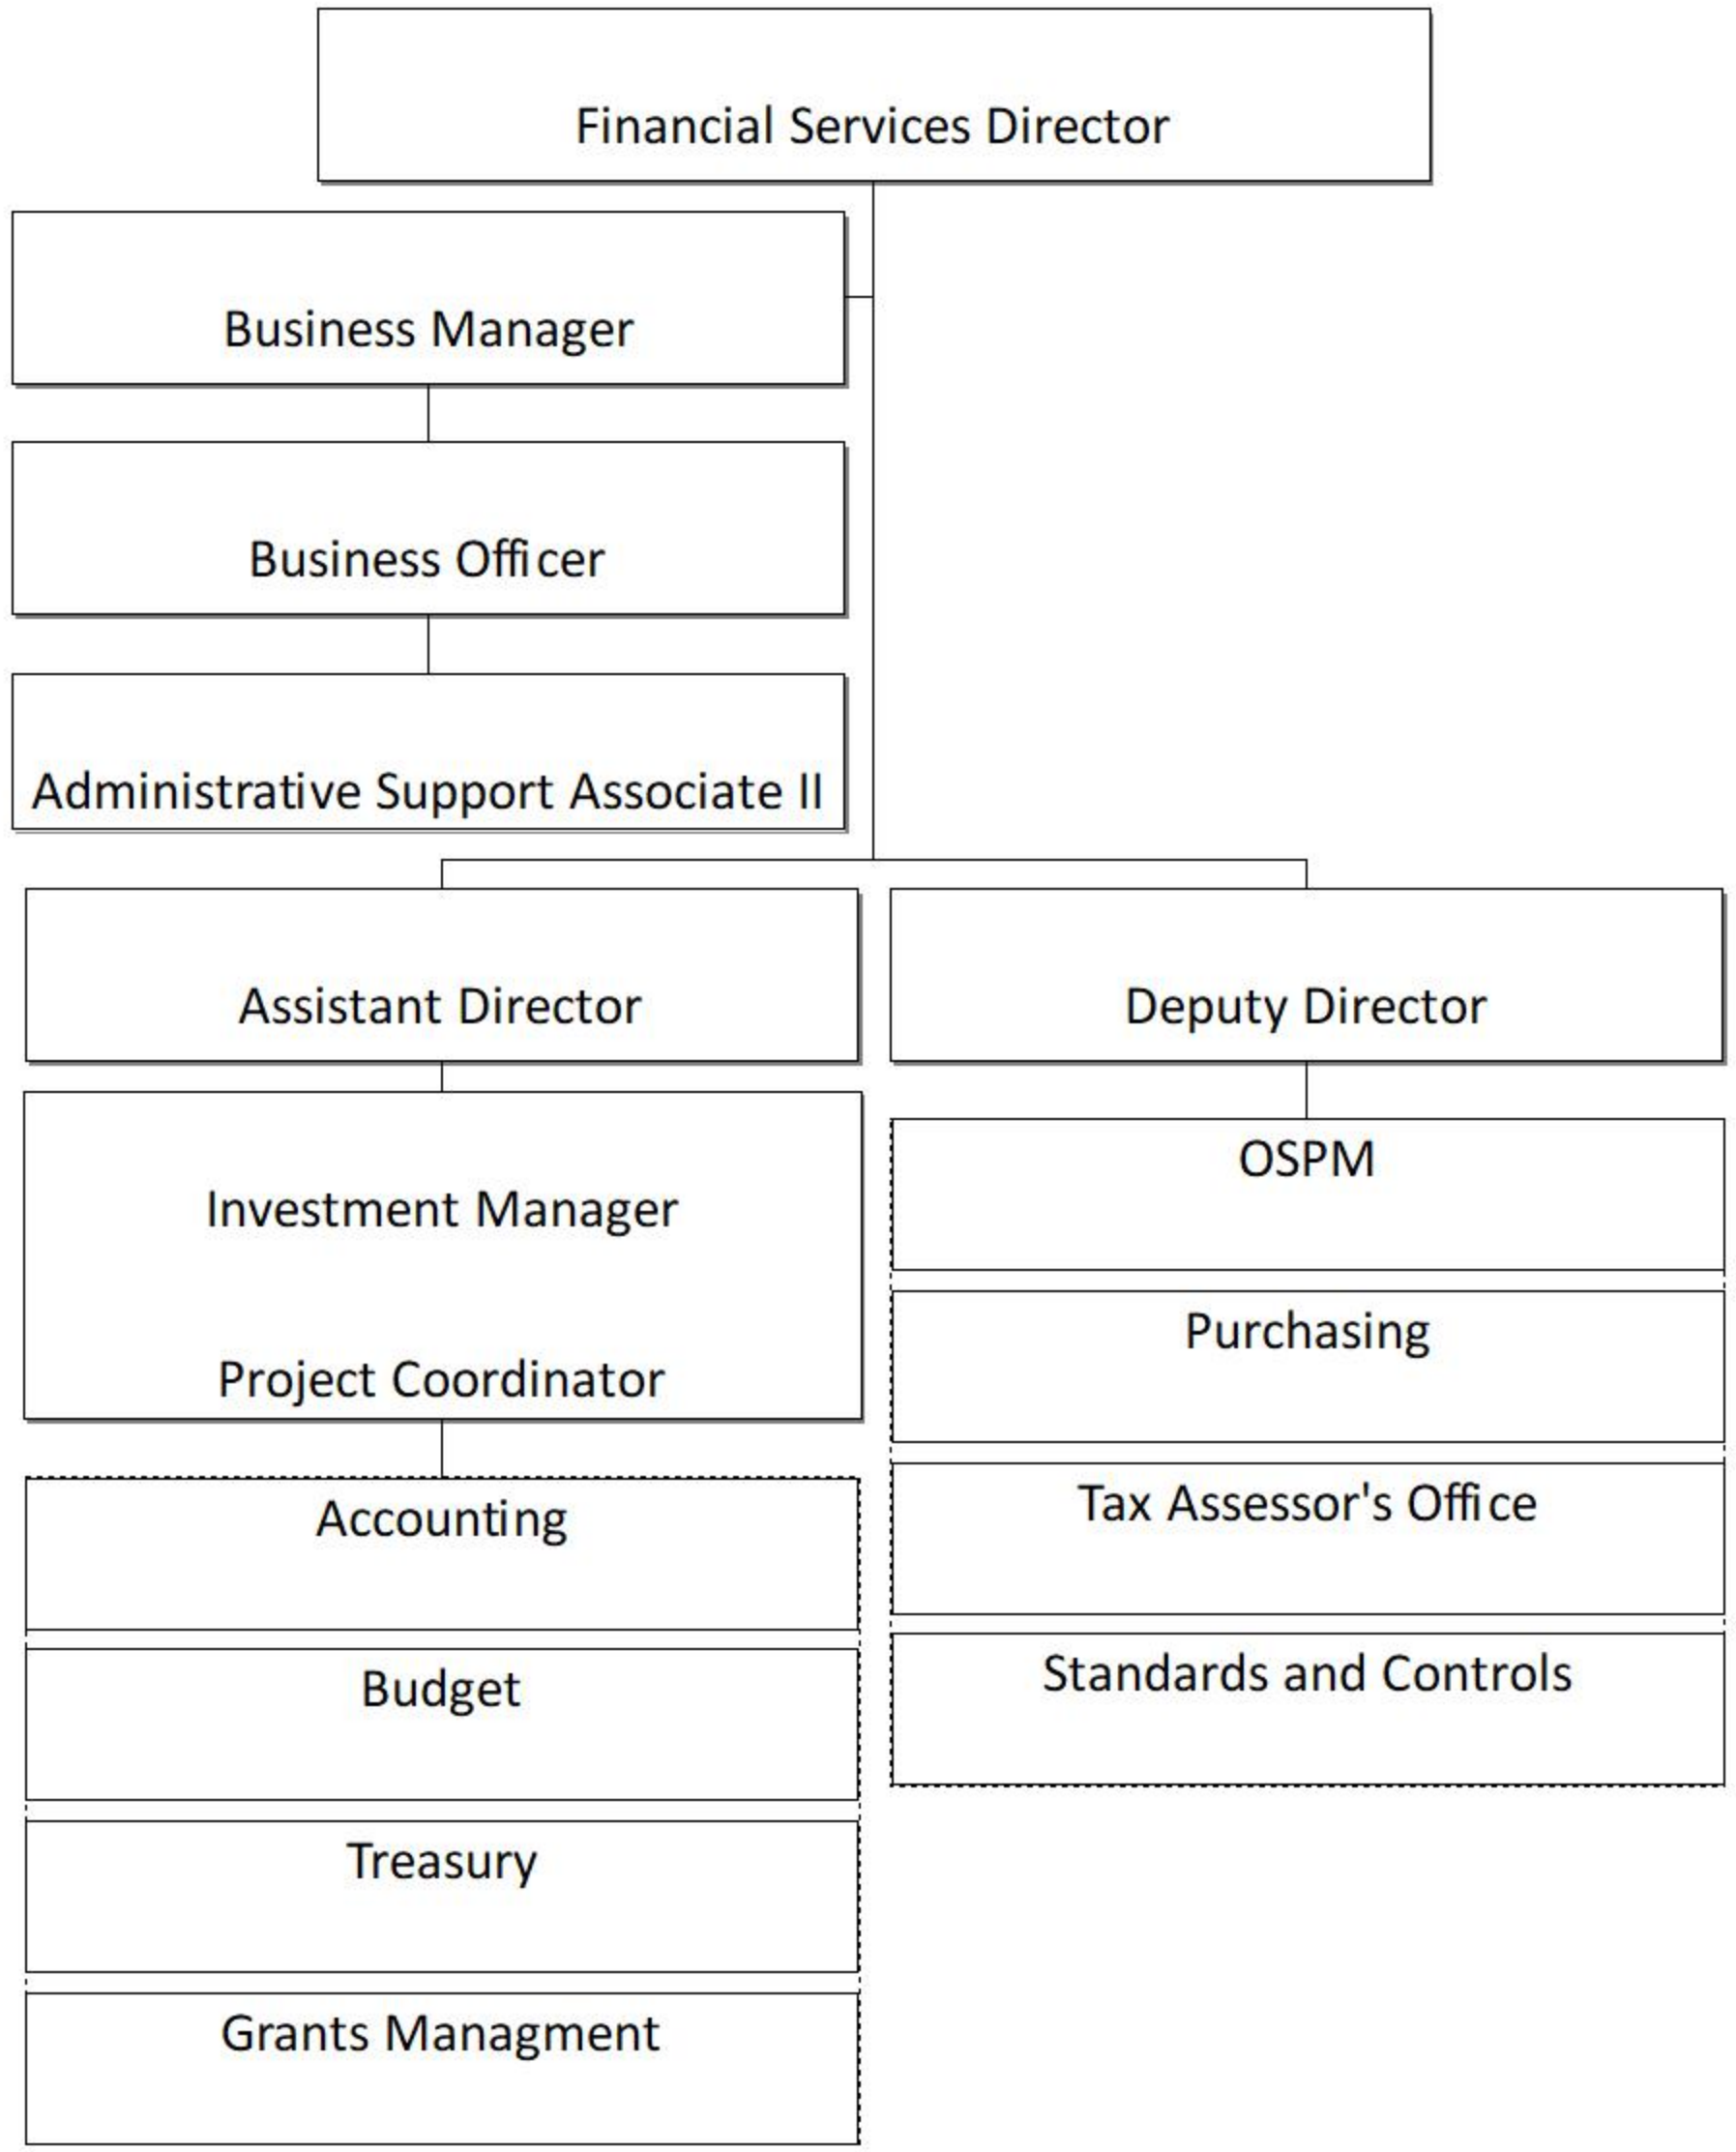 Financial Services Director
Business Manager
Business Officer
Administrative Support Associate II
Assistant Director
Deputy Director
Investment Manager
Project Coordinator
OSPM
Purchasing
Tax Assessor's Office
Standards and Controls
Accounting
Budget
Treasury
Grants Managment